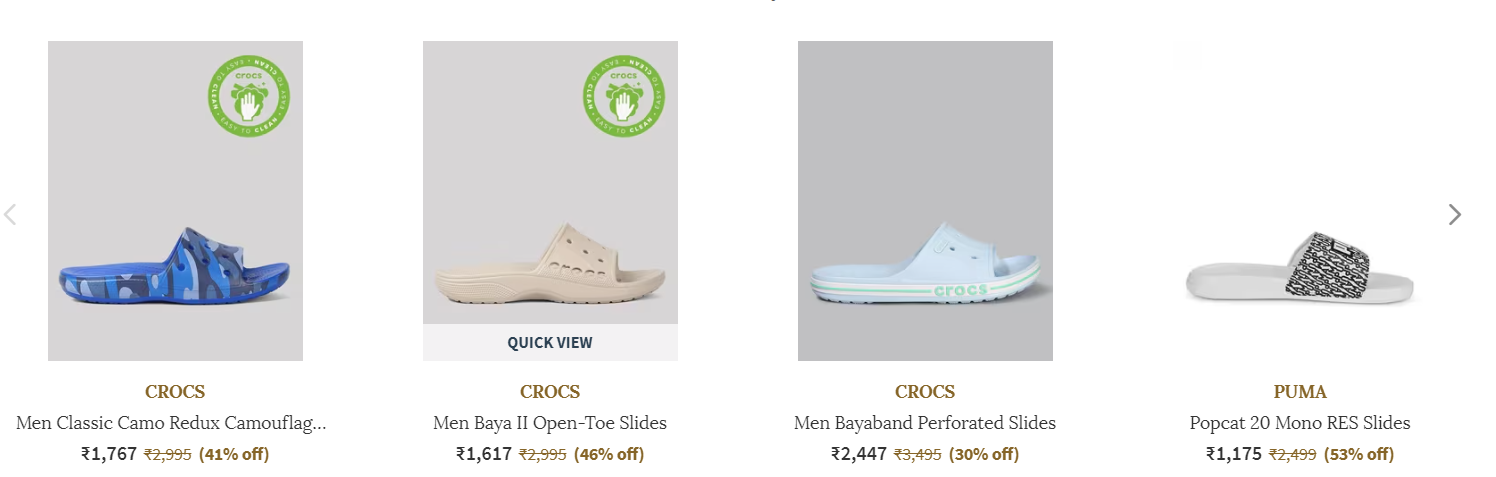 crocs
EASY TO CLEAN • EASY TO CLEAN • EASY TO CLEAN
crocs
EASY TO CLEAN • EASY TO CLEAN • EASY TO CLEAN
crocs
QUICK VIEW
CROCS
Men Classic Camo Redux Camouflag...
₹1,767 ₹2,995 (41% off)
CROCS
Men Baya II Open-Toe Slides
₹1,617 ₹2,995 (46% off)
CROCS
Men Bayaband Perforated Slides
₹2,447 ₹3,495 (30% off)
PUMA
Popcat 20 Mono RES Slides
₹1,175 ₹2,499 (53% off)